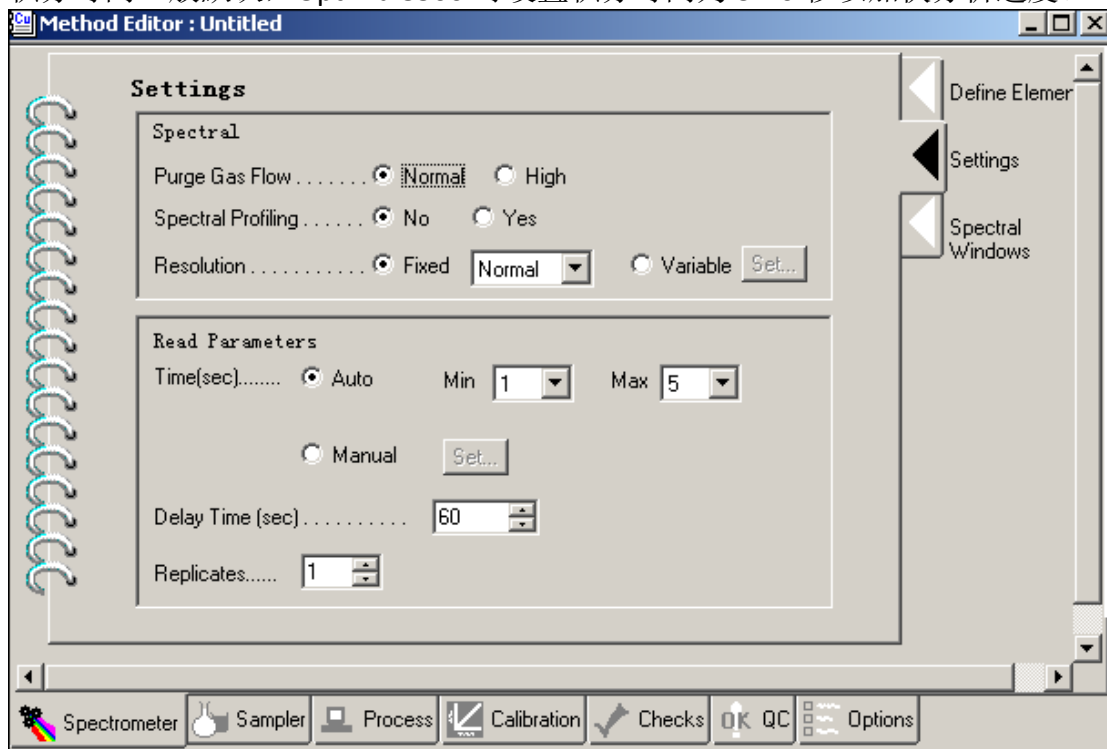 Method Editor : Untitled
Settings
Spectral
Purge Gas Flow....... Normal High
Spectral Profiling...... No Yes
Resolution........... Fixed Normal Variable Set...
Read Parameters
Time(sec)........ Auto Min 1 Max 5
Manual Set...
Delay Time (sec).......... 60
Replicates...... 1
Define Elemer
Settings
Spectral
Windows
Spectrometer Sampler Process Calibration Checks OK QC Options